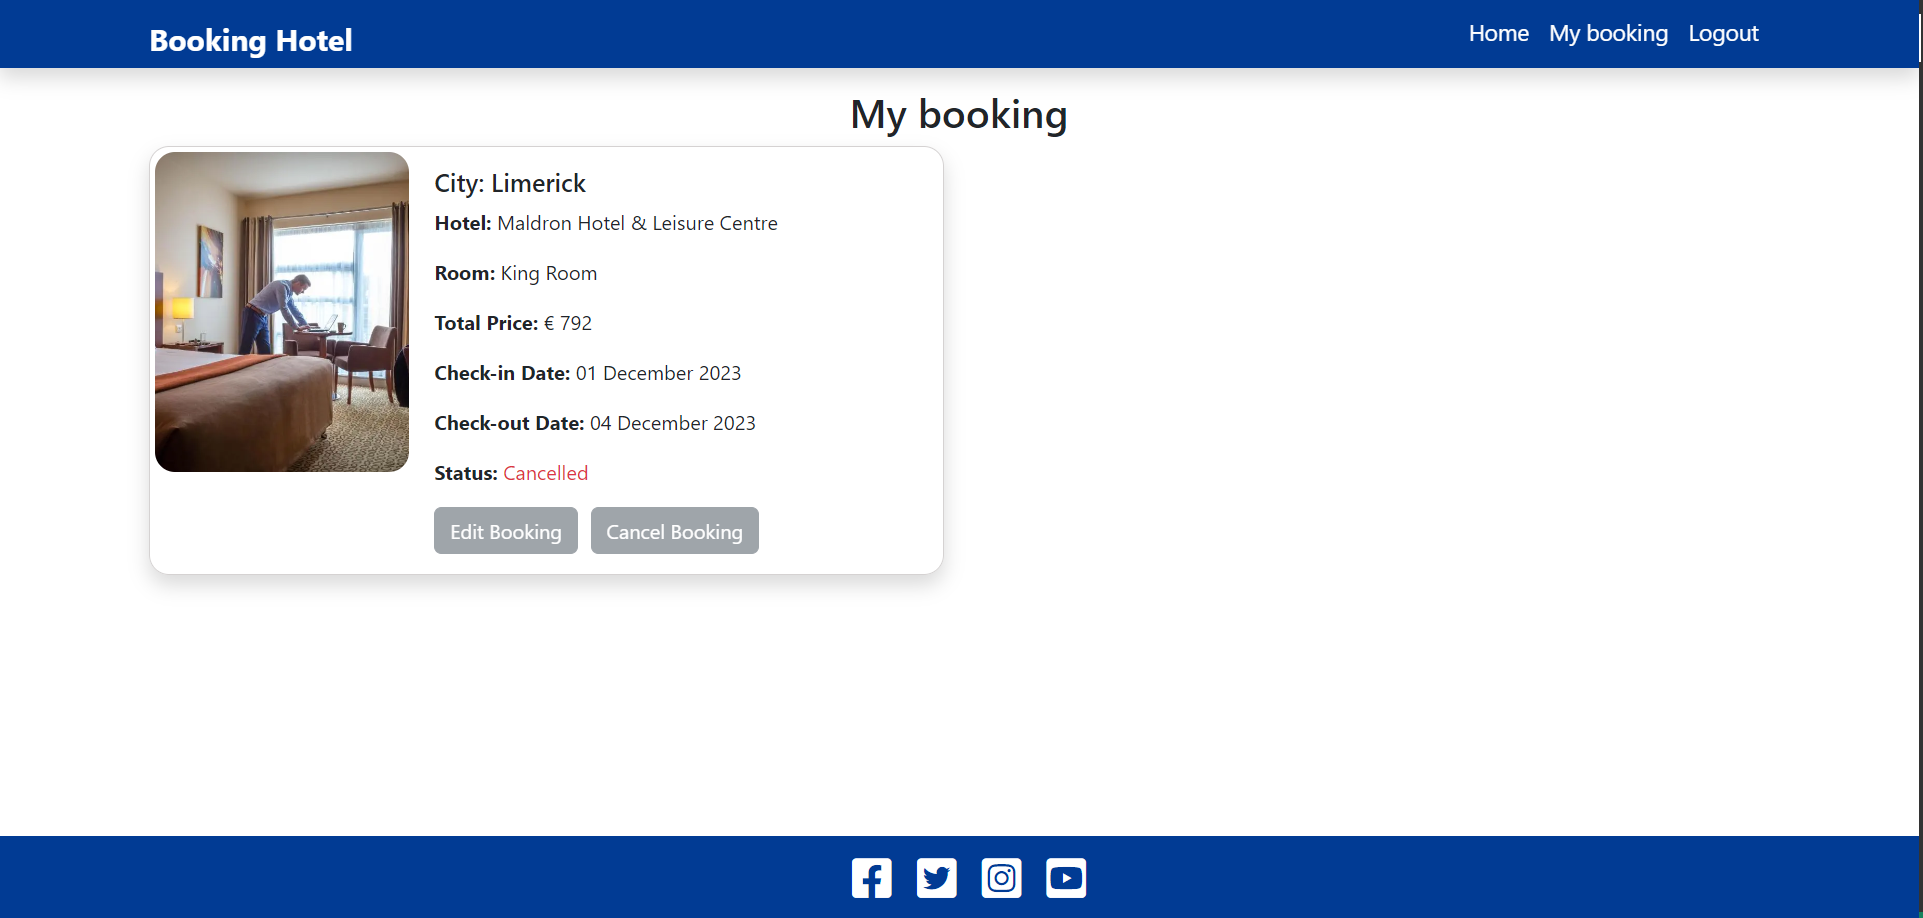 Booking Hotel
Home My booking Logout
My booking
City: Limerick
Hotel: Maldron Hotel & Leisure Centre
Room: King Room
Total Price: € 792
Check-in Date: 01 December 2023
Check-out Date: 04 December 2023
Status: Cancelled
Edit Booking Cancel Booking